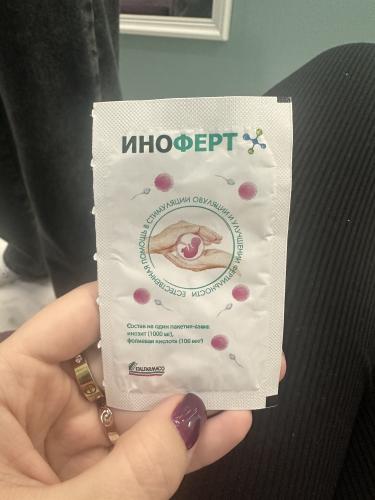 ИНОФЕРТ
ЕСТЕСТВЕННАЯ ПОМОЩЬ В СТИМУЛЯЦИИ ОВУЛЯЦИИ И УЛУЧШЕНИИ ФЕРТИЛЬНОСТИ
Состав на один пакетик-саше:
инозит (1000 мг),
фолиевая кислота (100 мкг)
ITALFARMACO